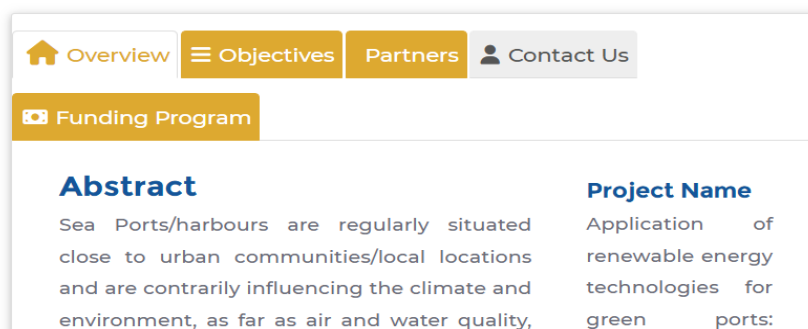 Overview Objectives Partners Contact Us
Funding Program
Abstract
Sea Ports/harbours are regularly situated
close to urban communities/local locations
and are contrarily influencing the climate and
environment, as far as air and water quality,
Project Name
Application of
renewable energy
technologies for
green ports: